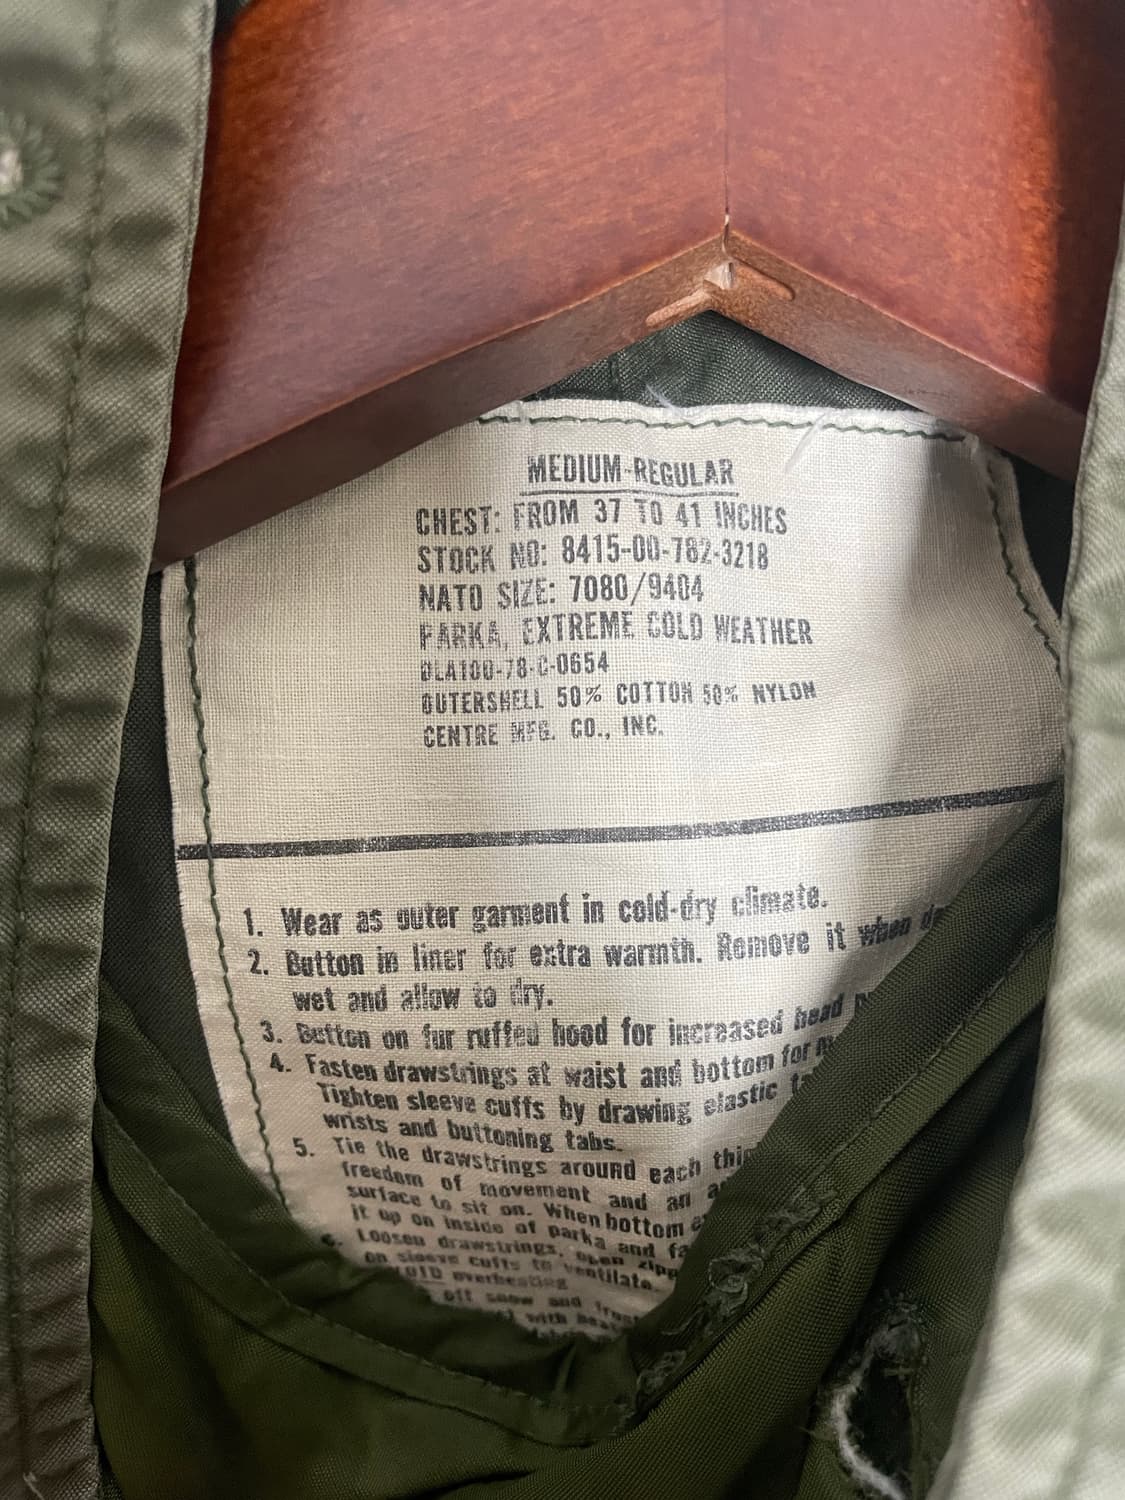 MEDIUM-REGULAR
CHEST: FROM 37 TO 41 INCHES
STOCK NO: 8415-00-782-3218
NATO SIZE: 7080/9404
PARKA, EXTREME COLD WEATHER
DLA100-78-C-0654
OUTERSHELL 50% COTTON 50% NYLON
CENTRE MFG. CO., INC.
1. Wear as outer garment in cold-dry climate.
2. Button in liner for extra warmth. Remove it when
wet and allow to dry.
3. Button on fur ruffed hood for increased head
4. Fasten drawstrings at waist and bottom for
Tighten sleeve cuffs by drawing elastic
wrists and buttoning tabs.
5. Tie the drawstrings around each
freedom of movement and an
surface to sit on. When bottom
it up on inside of parka and
6. Loosen drawstrings, open
on sleeve cuffs to ventilate.
overheating
off snow and
with